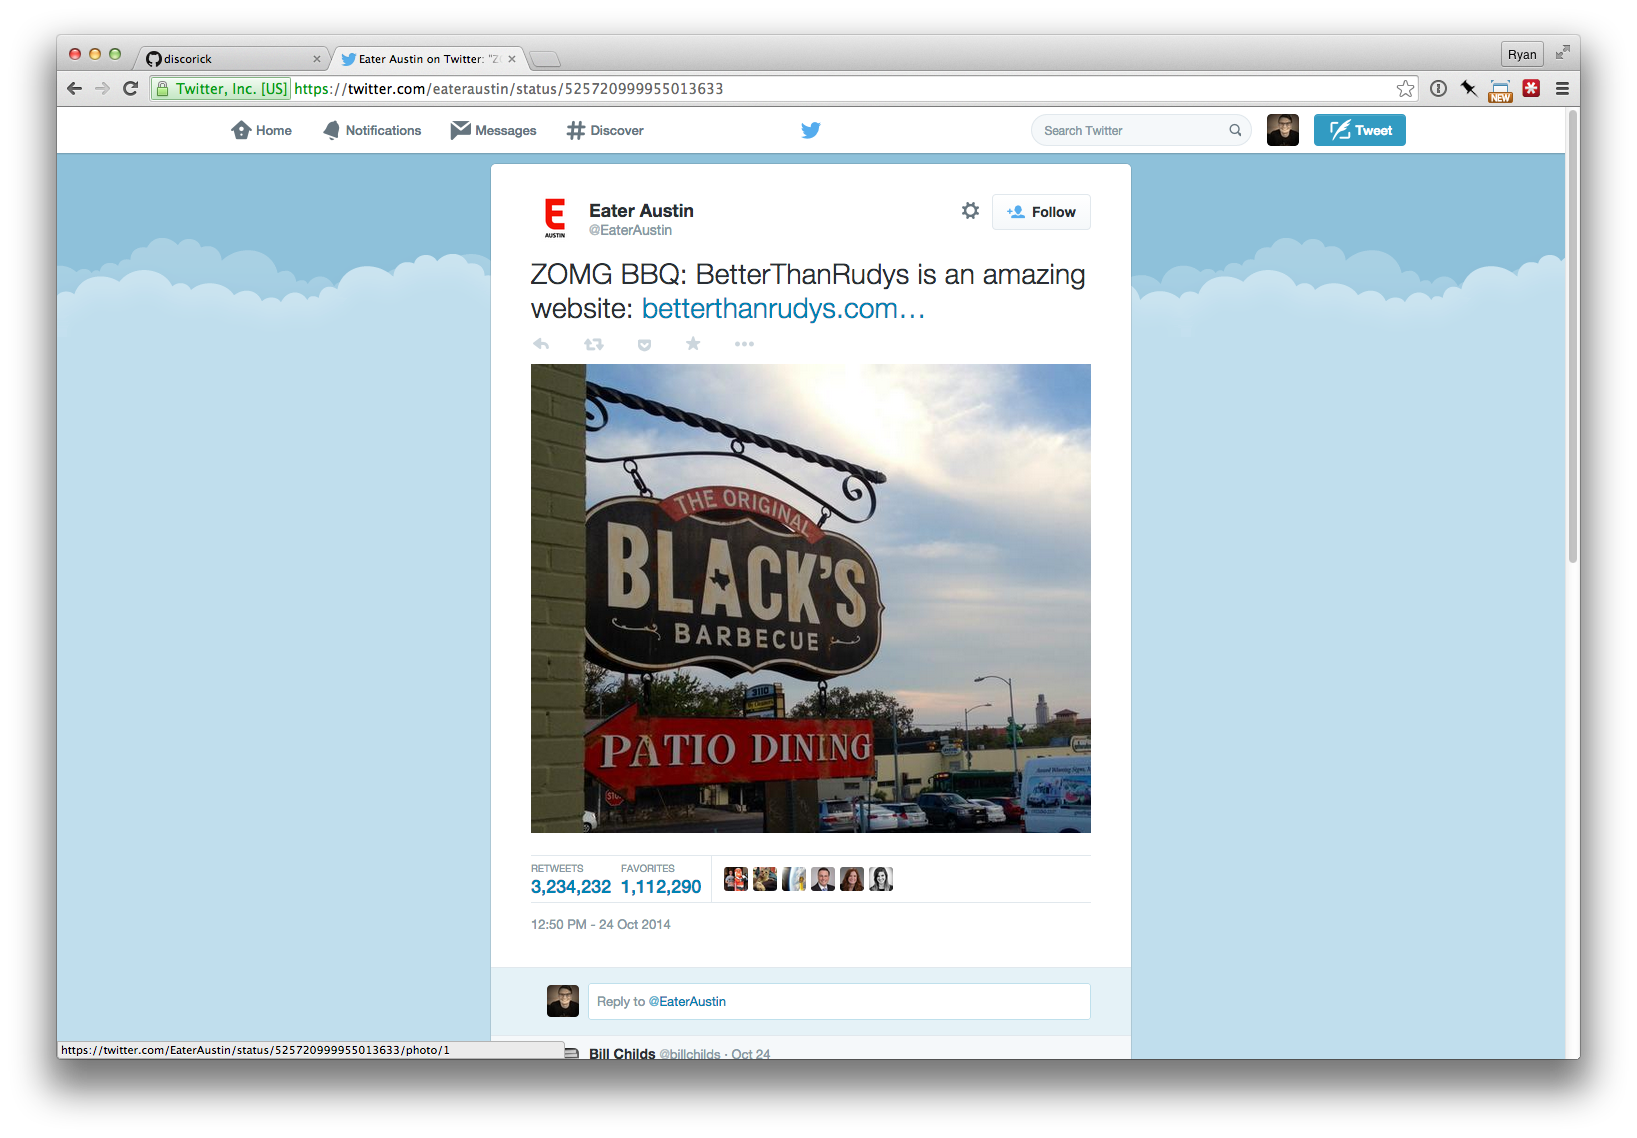 discorick
Eater Austin on Twitter: "Z
Ryan
Twitter, Inc. [US] https://twitter.com/eateraustin/status/525720999955013633
NEW
Home Notifications Messages Discover
Search Twitter
Tweet
E
AUSTIN
Eater Austin
@EaterAustin
Follow
ZOMG BBQ: BetterThanRudys is an amazing
website: betterthanrudys.com…
THE ORIGINAL
BLACK'S
BARBECUE
3110
PATIO DINING
STOP
RETWEETS FAVORITES
3,234,232 1,112,290
12:50 PM - 24 Oct 2014
Reply to @EaterAustin
Bill Childs @billchilds · Oct 24
https://twitter.com/EaterAustin/status/525720999955013633/photo/1